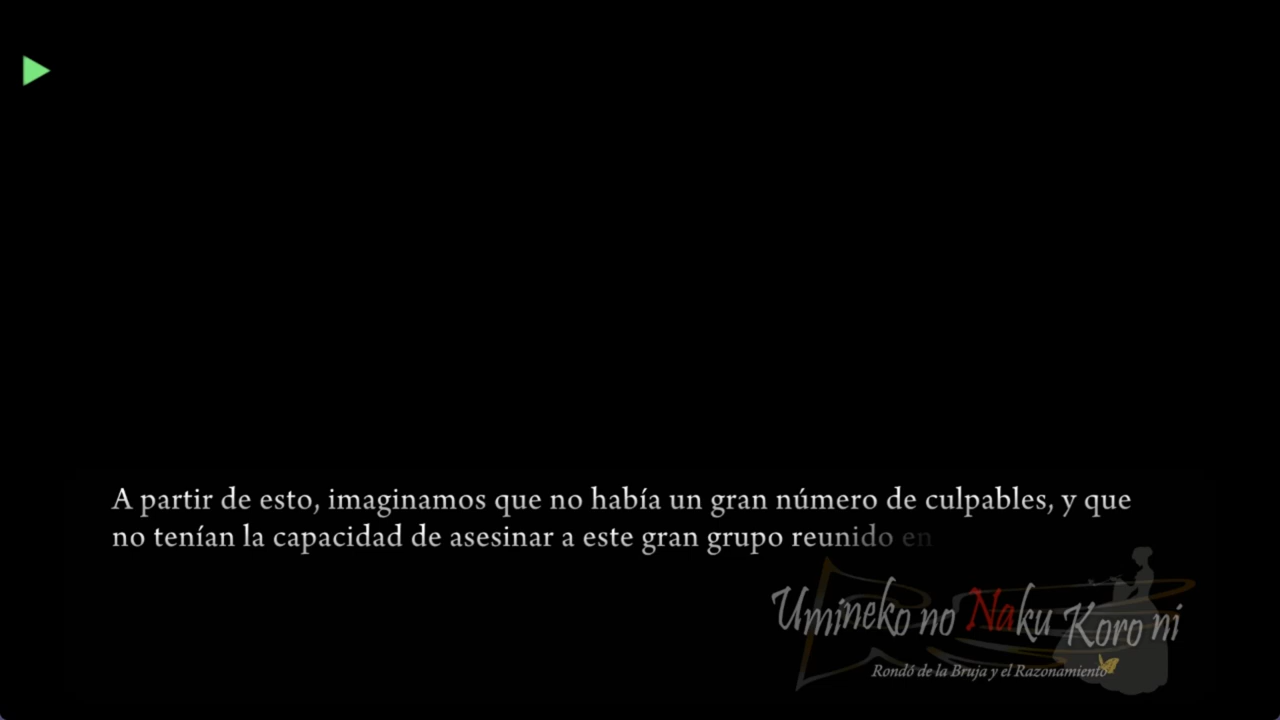 A partir de esto, imaginamos que no había un gran número de culpables, y que
no tenían la capacidad de asesinar a este gran grupo reunido en
Umineko no Naku Koro ni
Rondó de la Bruja y el Razonamiento